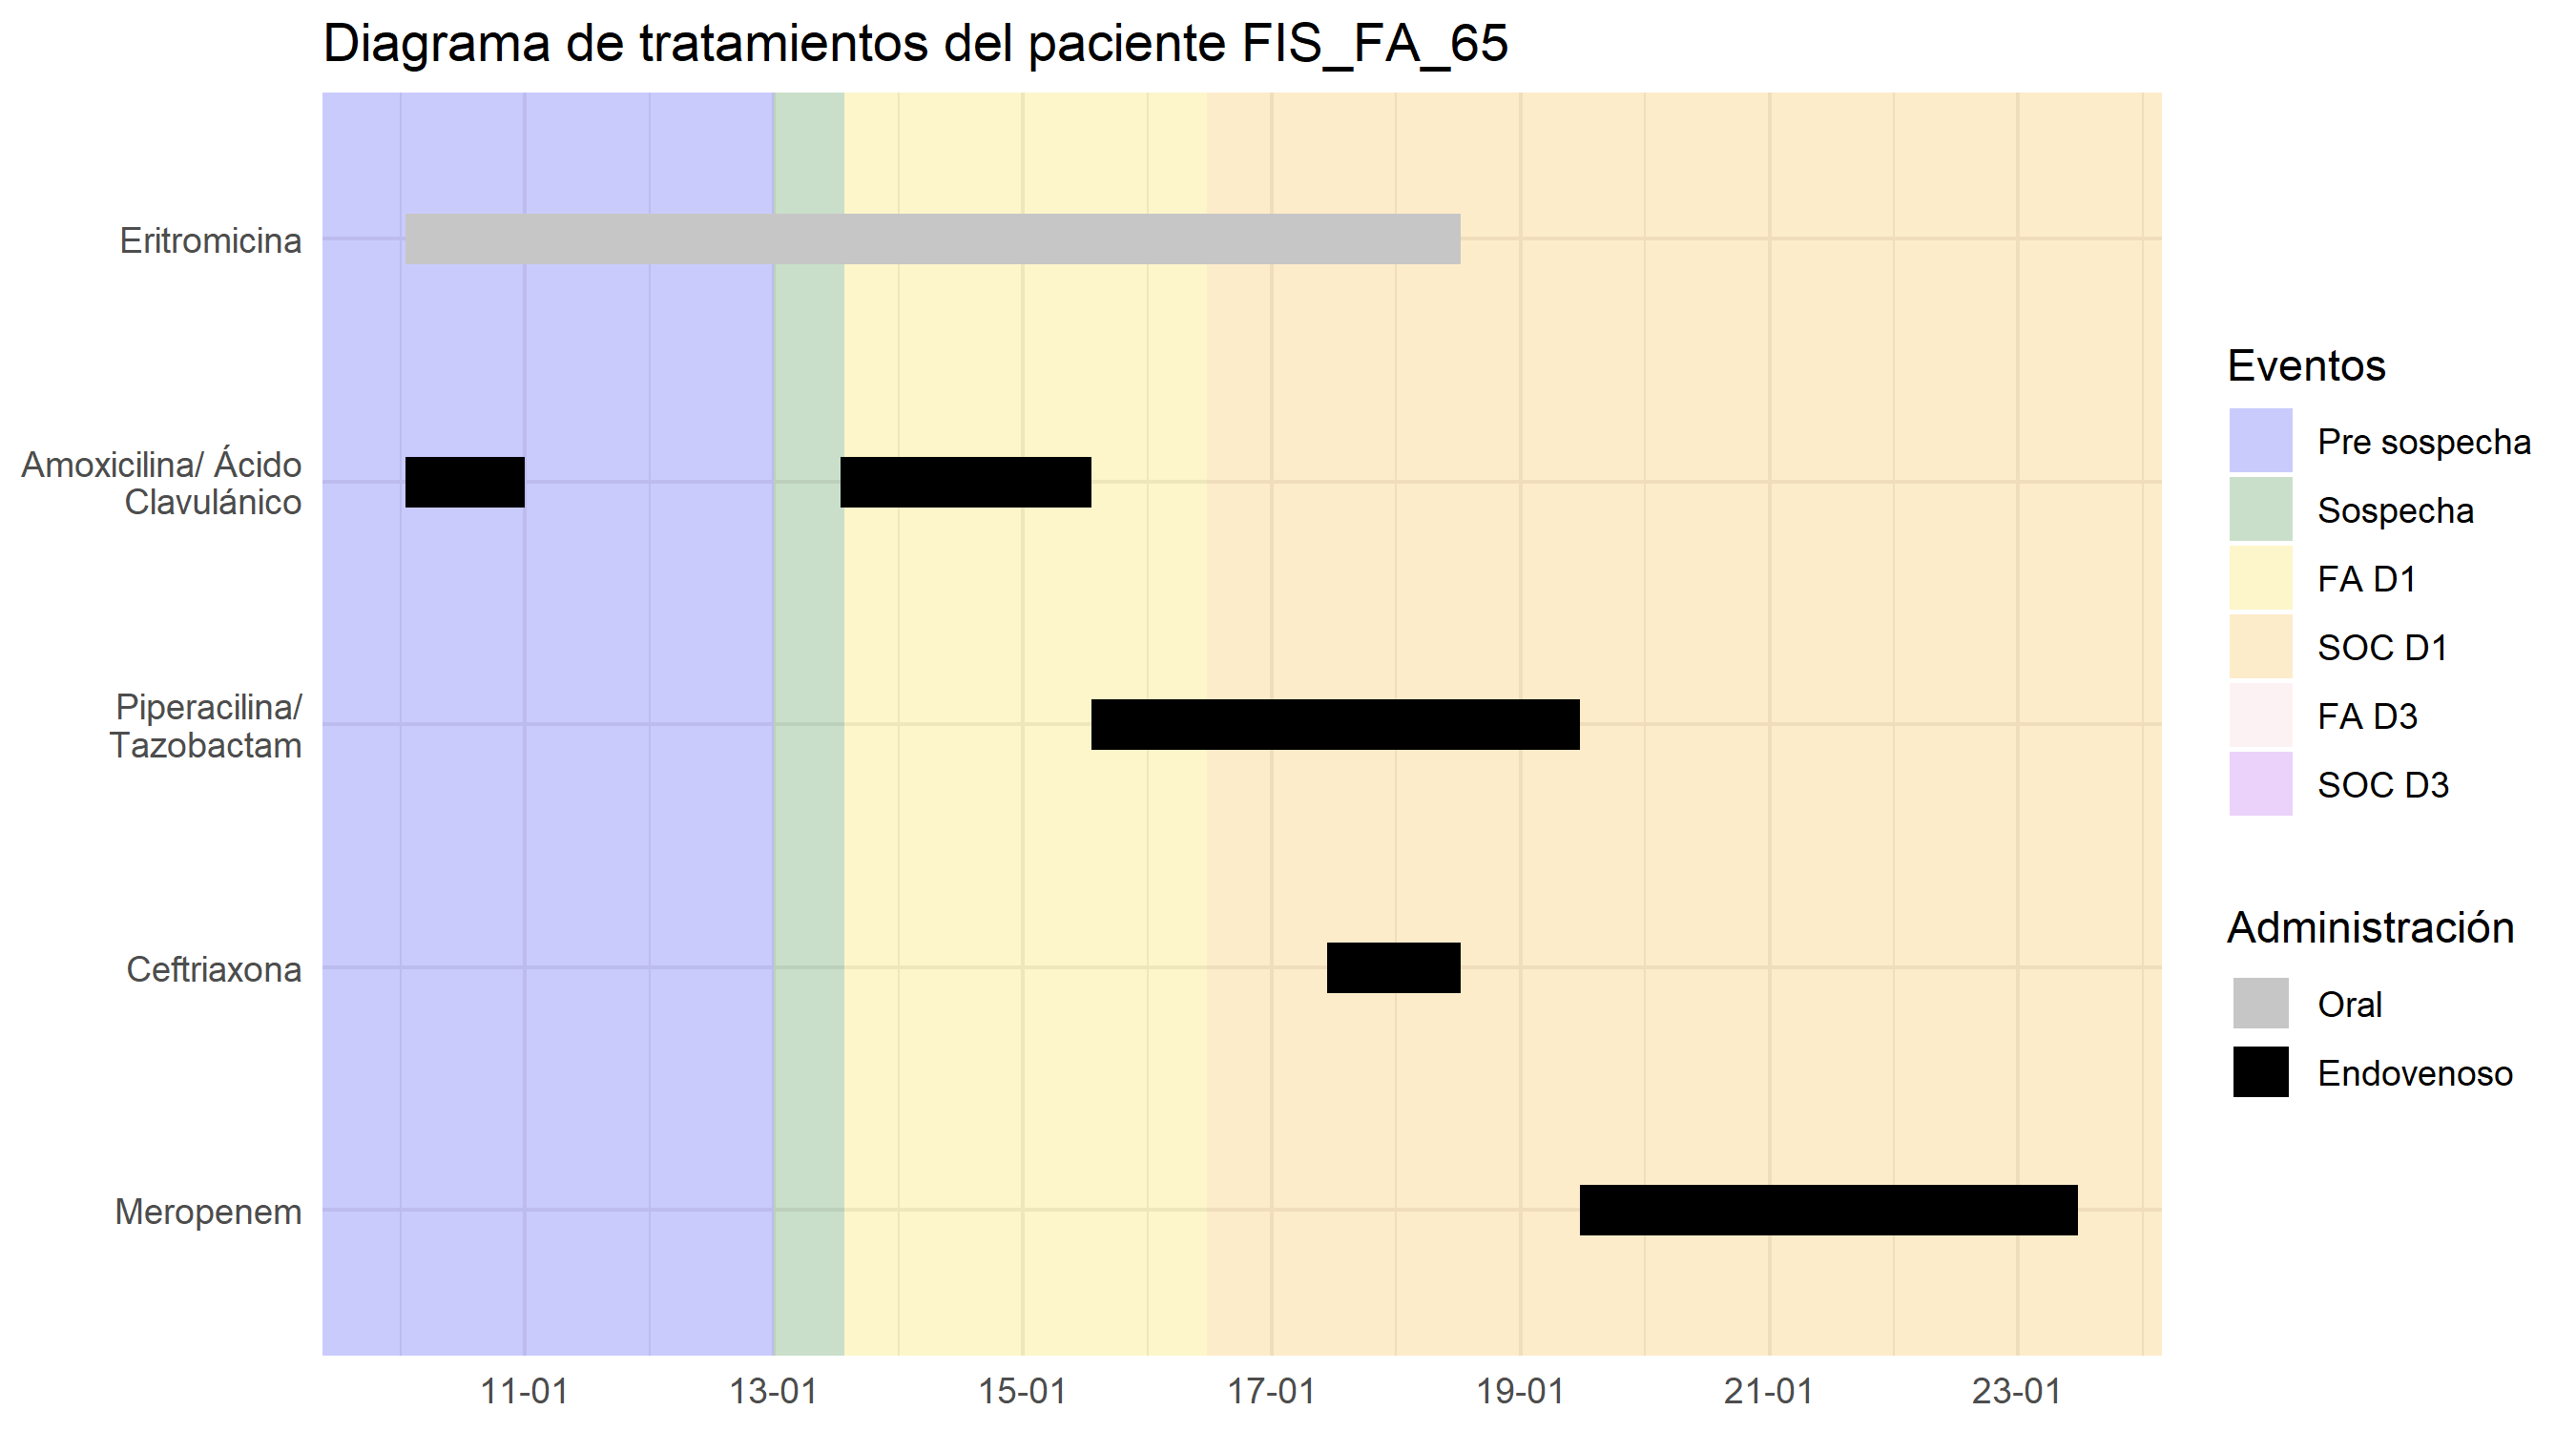 Diagrama de tratamientos del paciente FIS_FA_65
Eritromicina
Amoxicilina/ Ácido
Clavulánico
Piperacilina/
Tazobactam
Ceftriaxona
Meropenem
11-01
13-01
15-01
17-01
19-01
21-01
23-01
Eventos
Pre sospecha
Sospecha
FA D1
SOC D1
FA D3
SOC D3
Administración
Oral
Endovenoso